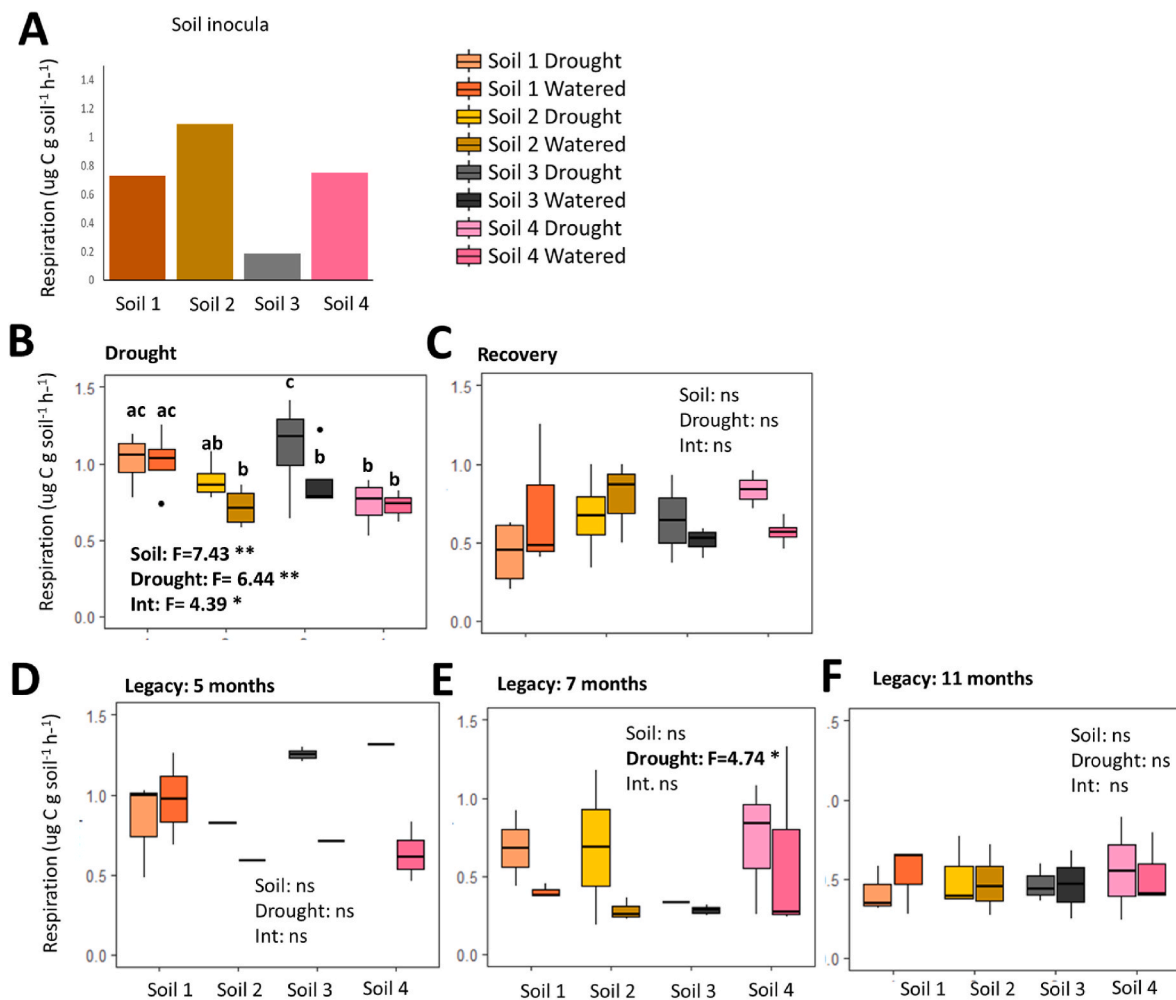 A
Soil inocula
Respiration (ug C g soil⁻¹ h⁻¹)
1.4
1.2
1
0.8
0.6
0.4
0.2
0
Soil 1 Soil 2 Soil 3 Soil 4
Soil 1 Drought
Soil 1 Watered
Soil 2 Drought
Soil 2 Watered
Soil 3 Drought
Soil 3 Watered
Soil 4 Drought
Soil 4 Watered
B
Drought
Respiration (ug C g soil⁻¹ h⁻¹)
1.5
1.0
0.5
0.0
ac ac ab b c b b b
Soil: F=7.43 **
Drought: F= 6.44 **
Int: F= 4.39 *
C
Recovery
1.5
1.0
0.5
0.0
Soil: ns
Drought: ns
Int: ns
D
Legacy: 5 months
Respiration (ug C g soil⁻¹ h⁻¹)
1.5
1.0
0.5
0.0
Soil: ns
Drought: ns
Int: ns
Soil 1 Soil 2 Soil 3 Soil 4
E
Legacy: 7 months
1.5
1.0
0.5
0.0
Soil: ns
Drought: F=4.74 *
Int. ns
Soil 1 Soil 2 Soil 3 Soil 4
F
Legacy: 11 months
.5
.0
.5
.0
Soil: ns
Drought: ns
Int: ns
Soil 1 Soil 2 Soil 3 Soil 4